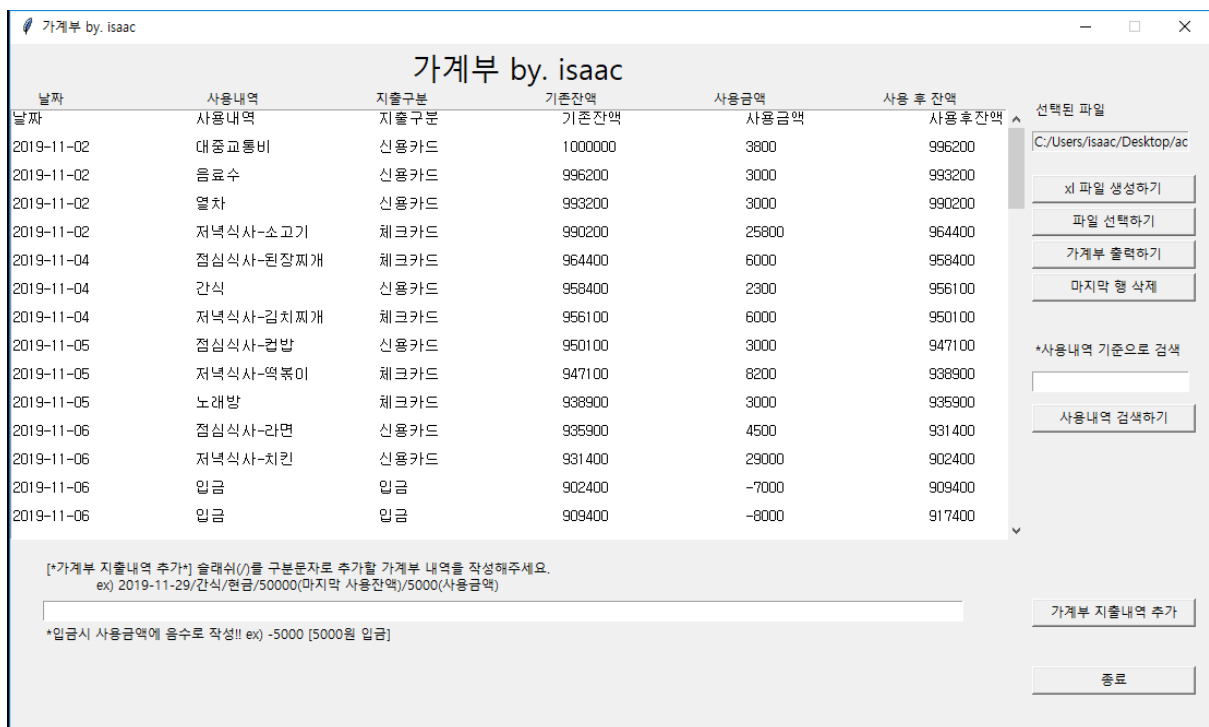 가계부 by. isaac
가계부 by. isaac
날짜 사용내역 지출구분 기존잔액 사용금액 사용 후 잔액
날짜 사용내역 지출구분 기존잔액 사용금액 사용후잔액
2019-11-02 대중교통비 신용카드 1000000 3800 996200
2019-11-02 음료수 신용카드 996200 3000 993200
2019-11-02 열차 신용카드 993200 3000 990200
2019-11-02 저녁식사-소고기 체크카드 990200 25800 964400
2019-11-04 점심식사-된장찌개 체크카드 964400 6000 958400
2019-11-04 간식 신용카드 958400 2300 956100
2019-11-04 저녁식사-김치찌개 체크카드 956100 6000 950100
2019-11-05 점심식사-컵밥 신용카드 950100 3000 947100
2019-11-05 저녁식사-떡볶이 체크카드 947100 8200 938900
2019-11-05 노래방 체크카드 938900 3000 935900
2019-11-06 점심식사-라면 신용카드 935900 4500 931400
2019-11-06 저녁식사-치킨 신용카드 931400 29000 902400
2019-11-06 입금 입금 902400 -7000 909400
2019-11-06 입금 입금 909400 -8000 917400
선택된 파일
C:/Users/isaac/Desktop/ac
xl 파일 생성하기
파일 선택하기
가계부 출력하기
마지막 행 삭제
*사용내역 기준으로 검색
사용내역 검색하기
[*가계부 지출내역 추가*] 슬래쉬(/)를 구분문자로 추가할 가계부 내역을 작성해주세요.
ex) 2019-11-29/간식/현금/50000(마지막 사용잔액)/5000(사용금액)
*입금시 사용금액에 음수로 작성!! ex) -5000 [5000원 입금]
가계부 지출내역 추가
종료